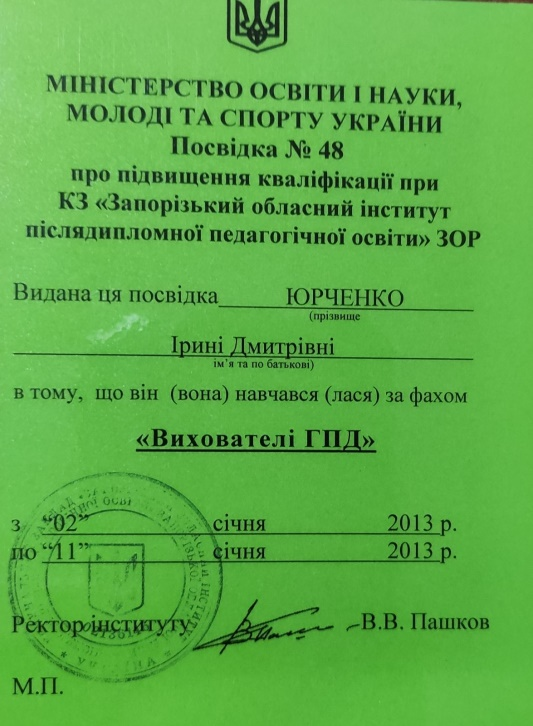 МІНІСТЕРСТВО ОСВІТИ І НАУКИ,
МОЛОДІ ТА СПОРТУ УКРАЇНИ
Посвідка № 48
про підвищення кваліфікації при
КЗ «Запорізький обласний інститут
післядипломної педагогічної освіти» ЗОР
Видана ця посвідка ЮРЧЕНКО
(прізвище
Ірині Дмитрівні
ім’я та по батькові)
в тому, що він (вона) навчався (лася) за фахом
«Вихователі ГПД»
з “02” січня 2013 р.
по “11” січня 2013 р.
Ректор інституту В.В. Пашков
М.П.
УКРАЇНА